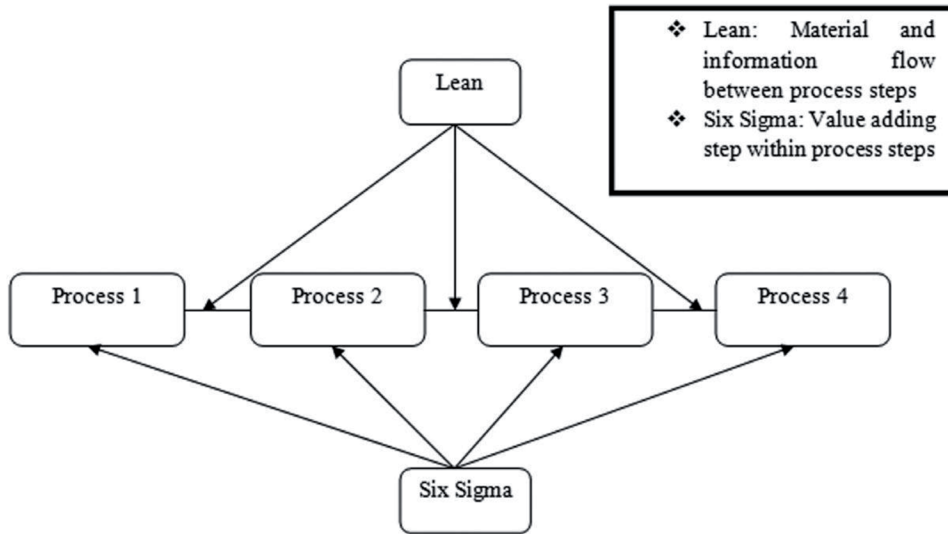 ❖ Lean: Material and
information flow
between process steps
❖ Six Sigma: Value adding
step within process steps
Lean
Process 1
Process 2
Process 3
Process 4
Six Sigma